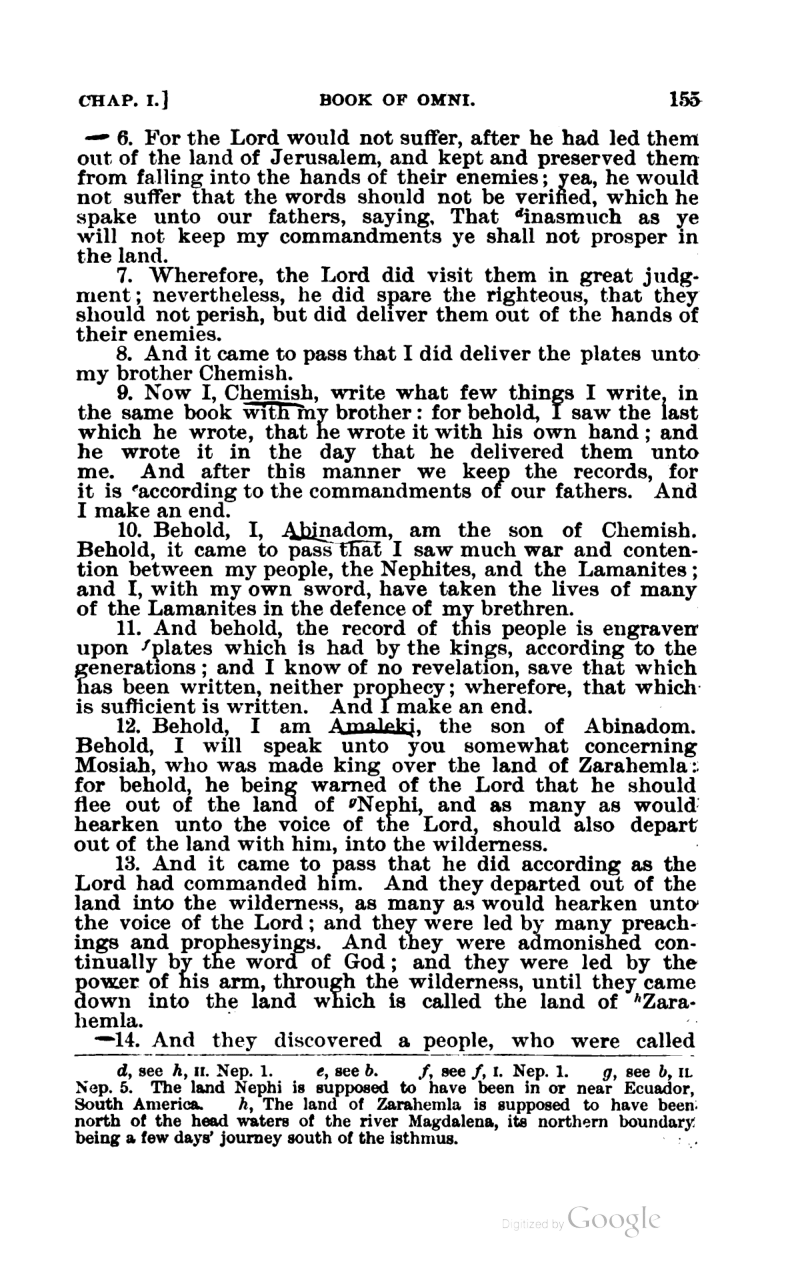 CHAP. I.] BOOK OF OMNI. 155
— 6. For the Lord would not suffer, after he had led them
out of the land of Jerusalem, and kept and preserved them
from falling into the hands of their enemies; yea, he would
not suffer that the words should not be verified, which he
spake unto our fathers, saying, That dinasmuch as ye
will not keep my commandments ye shall not prosper in
the land.
7. Wherefore, the Lord did visit them in great judg-
ment; nevertheless, he did spare the righteous, that they
should not perish, but did deliver them out of the hands of
their enemies.
8. And it came to pass that I did deliver the plates unto
my brother Chemish.
9. Now I, Chemish, write what few things I write, in
the same book with my brother: for behold, I saw the last
which he wrote, that he wrote it with his own hand; and
he wrote it in the day that he delivered them unto
me. And after this manner we keep the records, for
it is eaccording to the commandments of our fathers. And
I make an end.
10. Behold, I, Abinadom, am the son of Chemish.
Behold, it came to pass that I saw much war and conten-
tion between my people, the Nephites, and the Lamanites;
and I, with my own sword, have taken the lives of many
of the Lamanites in the defence of my brethren.
11. And behold, the record of this people is engraven
upon fplates which is had by the kings, according to the
generations; and I know of no revelation, save that which
has been written, neither prophecy; wherefore, that which
is sufficient is written. And I make an end.
12. Behold, I am Amaleki, the son of Abinadom.
Behold, I will speak unto you somewhat concerning
Mosiah, who was made king over the land of Zarahemla:
for behold, he being warned of the Lord that he should
flee out of the land of gNephi, and as many as would
hearken unto the voice of the Lord, should also depart
out of the land with him, into the wilderness.
13. And it came to pass that he did according as the
Lord had commanded him. And they departed out of the
land into the wilderness, as many as would hearken unto
the voice of the Lord; and they were led by many preach-
ings and prophesyings. And they were admonished con-
tinually by the word of God; and they were led by the
power of his arm, through the wilderness, until they came
down into the land which is called the land of hZara-
hemla.
—14. And they discovered a people, who were called
d, see h, II. Nep. 1. e, see b. f, see f, I. Nep. 1. g, see b, II.
Nep. 5. The land Nephi is supposed to have been in or near Ecuador,
South America. h, The land of Zarahemla is supposed to have been
north of the head waters of the river Magdalena, its northern boundary
being a few days' journey south of the isthmus.
Digitized by Google